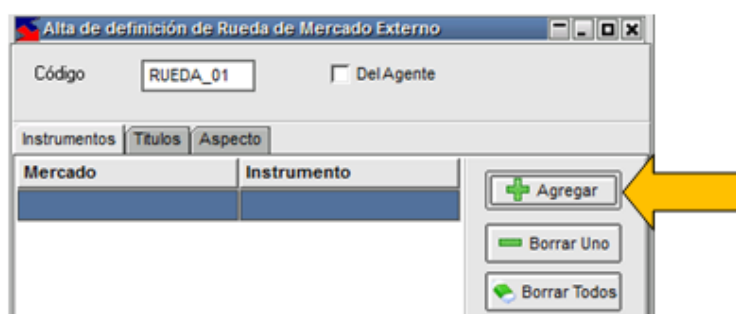 Alta de definición de Rueda de Mercado Externo
Código RUEDA_01 Del Agente
Instrumentos Títulos Aspecto
Mercado Instrumento
Agregar
Borrar Uno
Borrar Todos